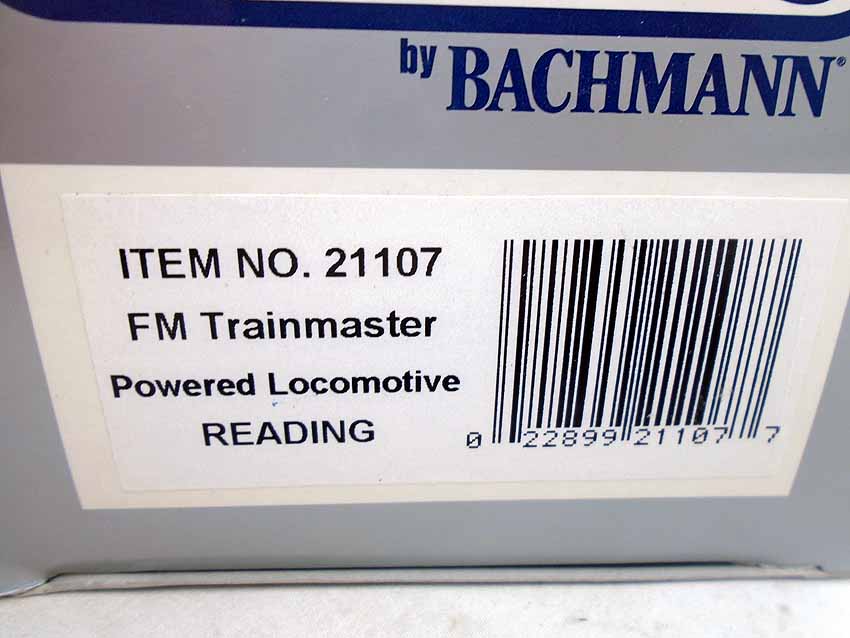 by BACHMANN®
ITEM NO. 21107
FM Trainmaster
Powered Locomotive
READING
0 22899 21107 7